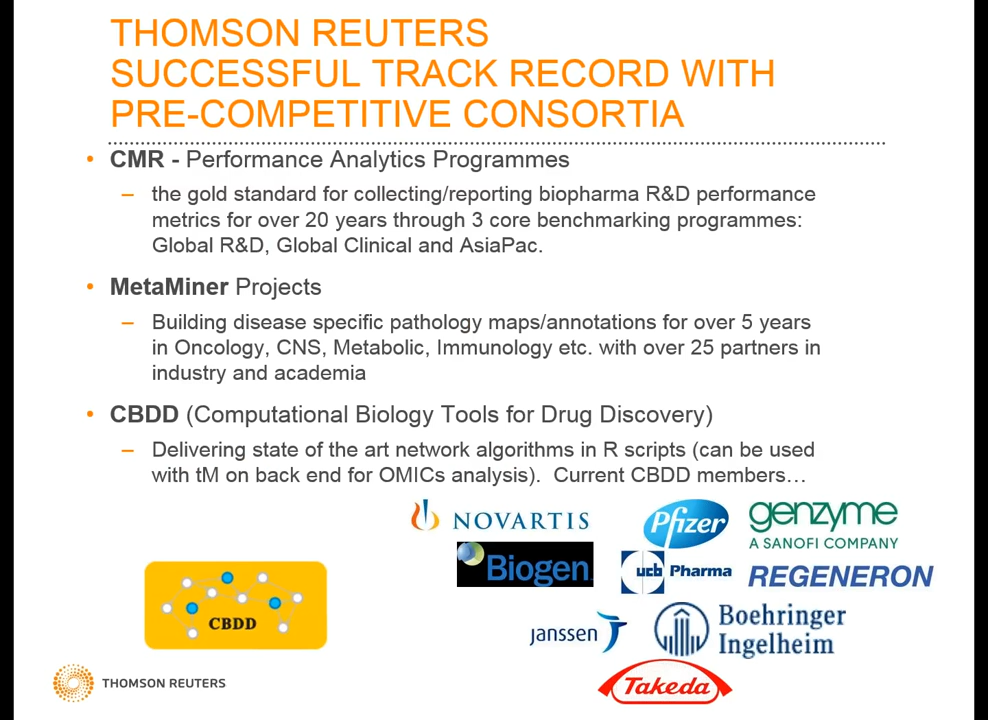 THOMSON REUTERS
SUCCESSFUL TRACK RECORD WITH
PRE-COMPETITIVE CONSORTIA
• CMR - Performance Analytics Programmes
– the gold standard for collecting/reporting biopharma R&D performance
metrics for over 20 years through 3 core benchmarking programmes:
Global R&D, Global Clinical and AsiaPac.
• MetaMiner Projects
– Building disease specific pathology maps/annotations for over 5 years
in Oncology, CNS, Metabolic, Immunology etc. with over 25 partners in
industry and academia
• CBDD (Computational Biology Tools for Drug Discovery)
– Delivering state of the art network algorithms in R scripts (can be used
with tM on back end for OMICs analysis). Current CBDD members…
NOVARTIS
Pfizer
genzyme
A SANOFI COMPANY
Biogen
ucb Pharma
REGENERON
CBDD
janssen
Boehringer
Ingelheim
Takeda
THOMSON REUTERS